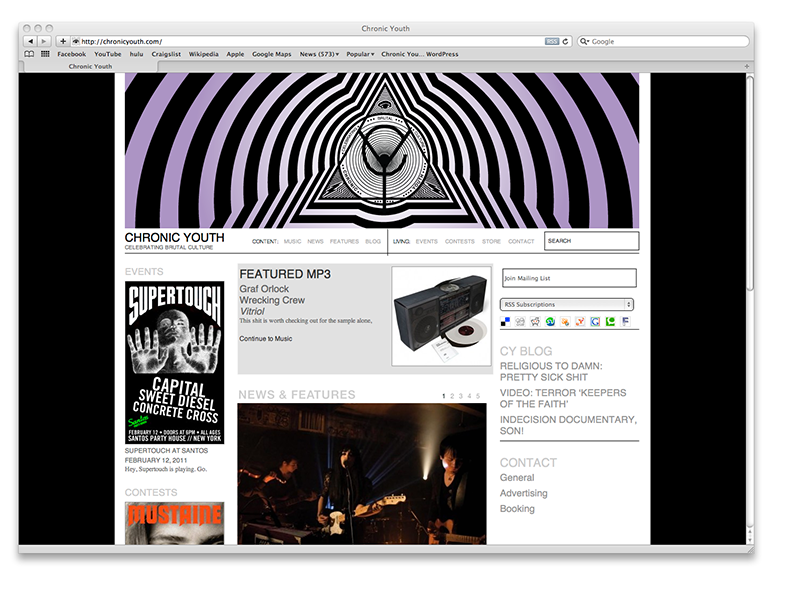 Chronic Youth
http://chronicyouth.com/
RSS
Google
Facebook YouTube hulu Craigslist Wikipedia Apple Google Maps News (573) Popular Chronic You... WordPress
Chronic Youth
BRUTAL
CHRONIC YOUTH
CELEBRATING BRUTAL CULTURE
CONTENT: MUSIC NEWS FEATURES BLOG
LIVING: EVENTS CONTESTS STORE CONTACT
SEARCH
EVENTS
SUPERTOUCH
CAPITAL
SWEET DIESEL
CONCRETE CROSS
Santos
FEBRUARY 12 • DOORS AT 6PM • ALL AGES
SANTOS PARTY HOUSE // NEW YORK
SUPERTOUCH AT SANTOS
FEBRUARY 12, 2011
Hey, Supertouch is playing. Go.
CONTESTS
MUSTAINE
FEATURED MP3
Graf Orlock
Wrecking Crew
Vitriol
This shit is worth checking out for the sample alone,
Continue to Music
NEWS & FEATURES
1 2 3 4 5
Join Mailing List
RSS Subscriptions
CY BLOG
RELIGIOUS TO DAMN:
PRETTY SICK SHIT
VIDEO: TERROR ‘KEEPERS
OF THE FAITH’
INDECISION DOCUMENTARY,
SON!
CONTACT
General
Advertising
Booking